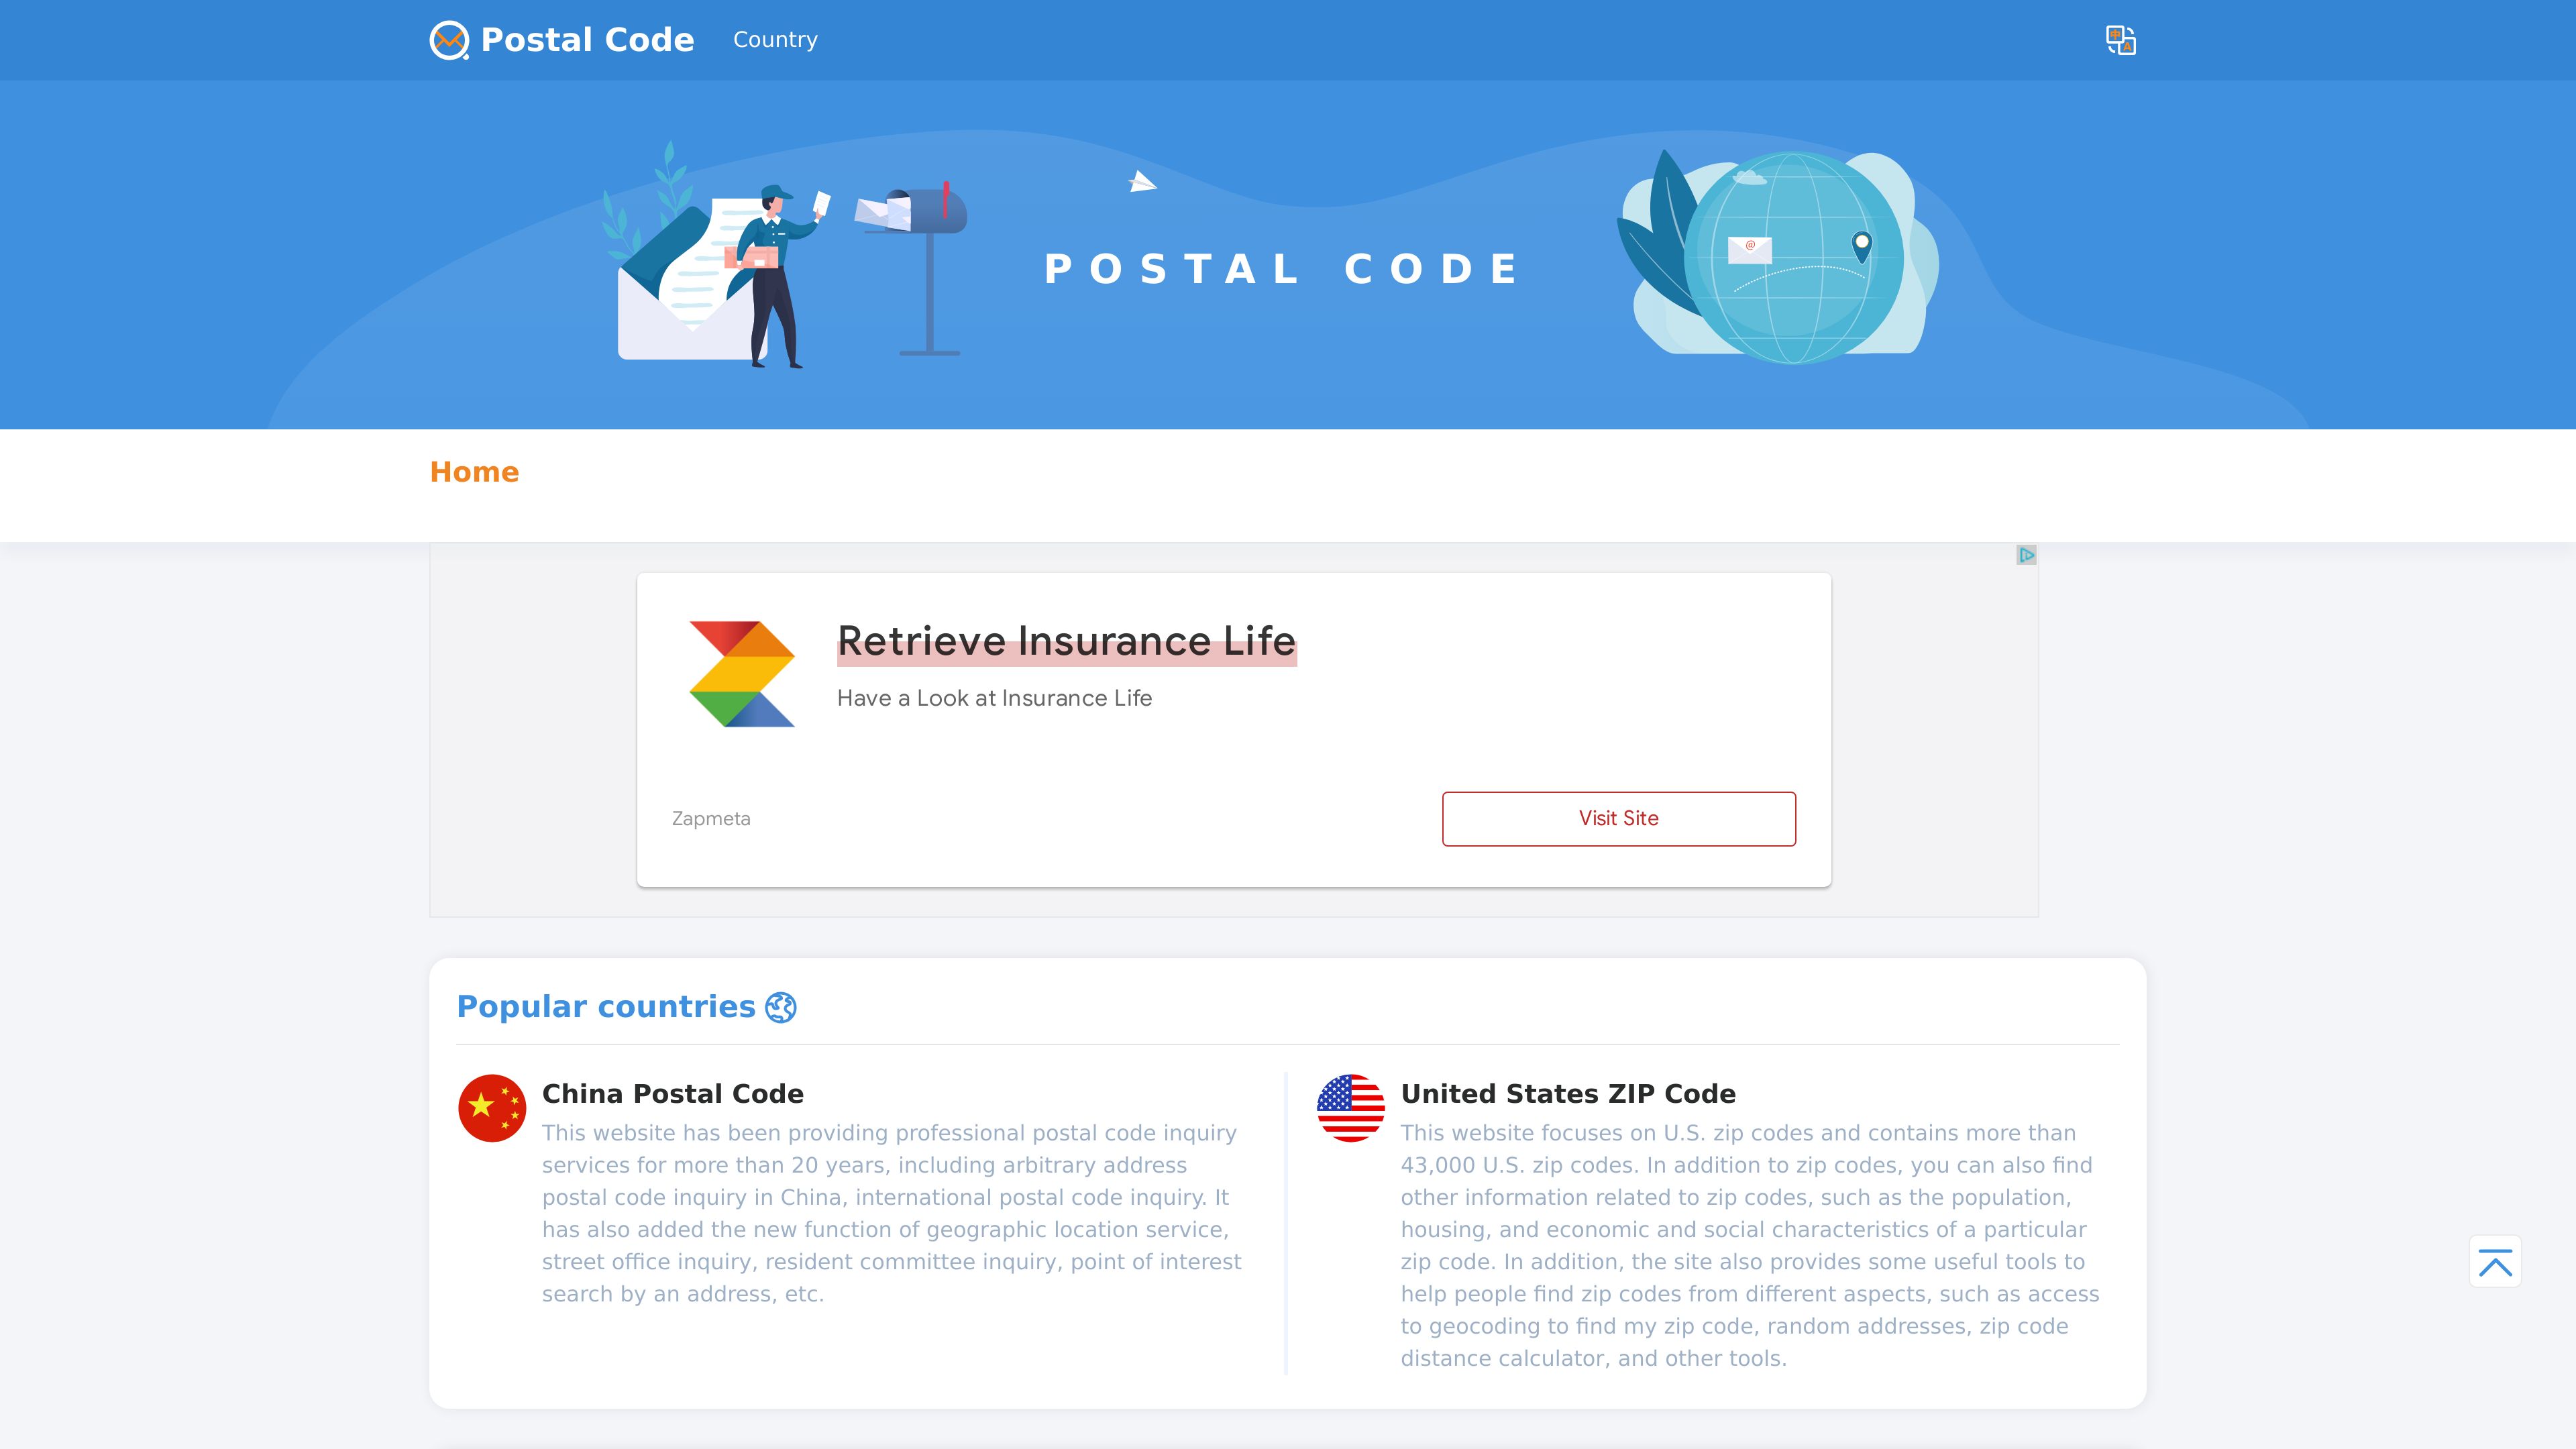 Postal Code
Country
中
A
POSTAL CODE
@
Home
Retrieve Insurance Life
Have a Look at Insurance Life
Zapmeta
Visit Site
Popular countries
China Postal Code
This website has been providing professional postal code inquiry
services for more than 20 years, including arbitrary address
postal code inquiry in China, international postal code inquiry. It
has also added the new function of geographic location service,
street office inquiry, resident committee inquiry, point of interest
search by an address, etc.
United States ZIP Code
This website focuses on U.S. zip codes and contains more than
43,000 U.S. zip codes. In addition to zip codes, you can also find
other information related to zip codes, such as the population,
housing, and economic and social characteristics of a particular
zip code. In addition, the site also provides some useful tools to
help people find zip codes from different aspects, such as access
to geocoding to find my zip code, random addresses, zip code
distance calculator, and other tools.